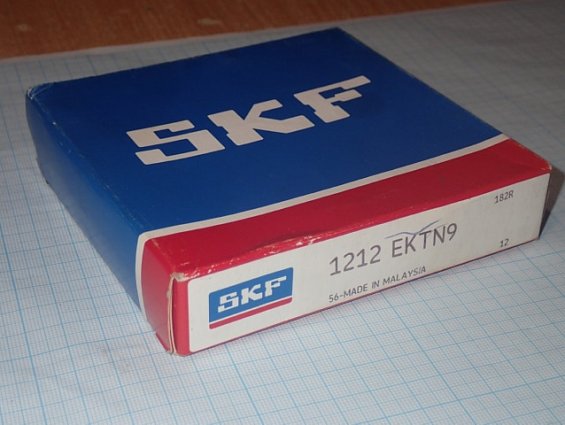 SKF
SKF
1212 EKTN9
56-MADE IN MALAYSIA
182R
12